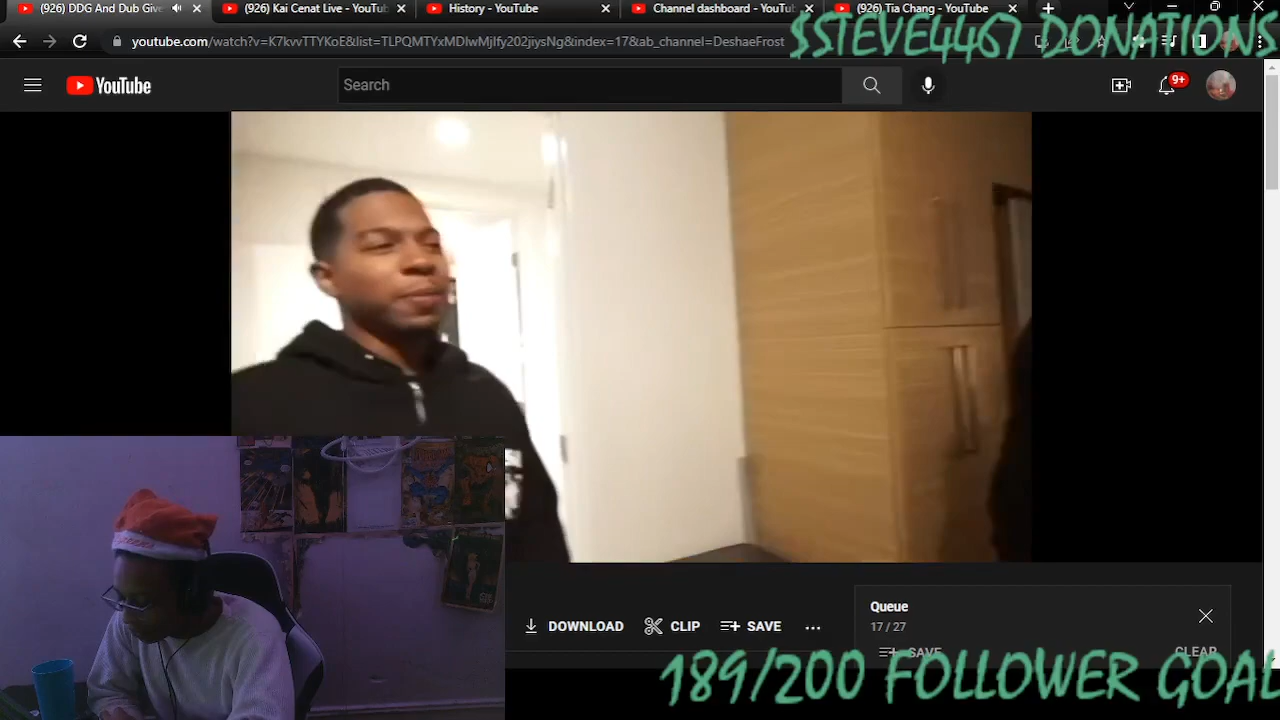 (926) DDG And Dub Give
(926) Kai Cenat Live - YouTub
History - YouTube
Channel dashboard - YouTub
(926) Tia Chang - YouTube
$STEVE4467 DONATIONS
youtube.com/watch?v=K7kvvTTYKoE&list=TLPQMTYxMDIwMjIfy202jiysNg&index=17&ab_channel=DeshaeFrost
YouTube
Search
9+
DOWNLOAD
CLIP
SAVE
Queue
17 / 27
SAVE
CLEAR
189/200 FOLLOWER GOAL